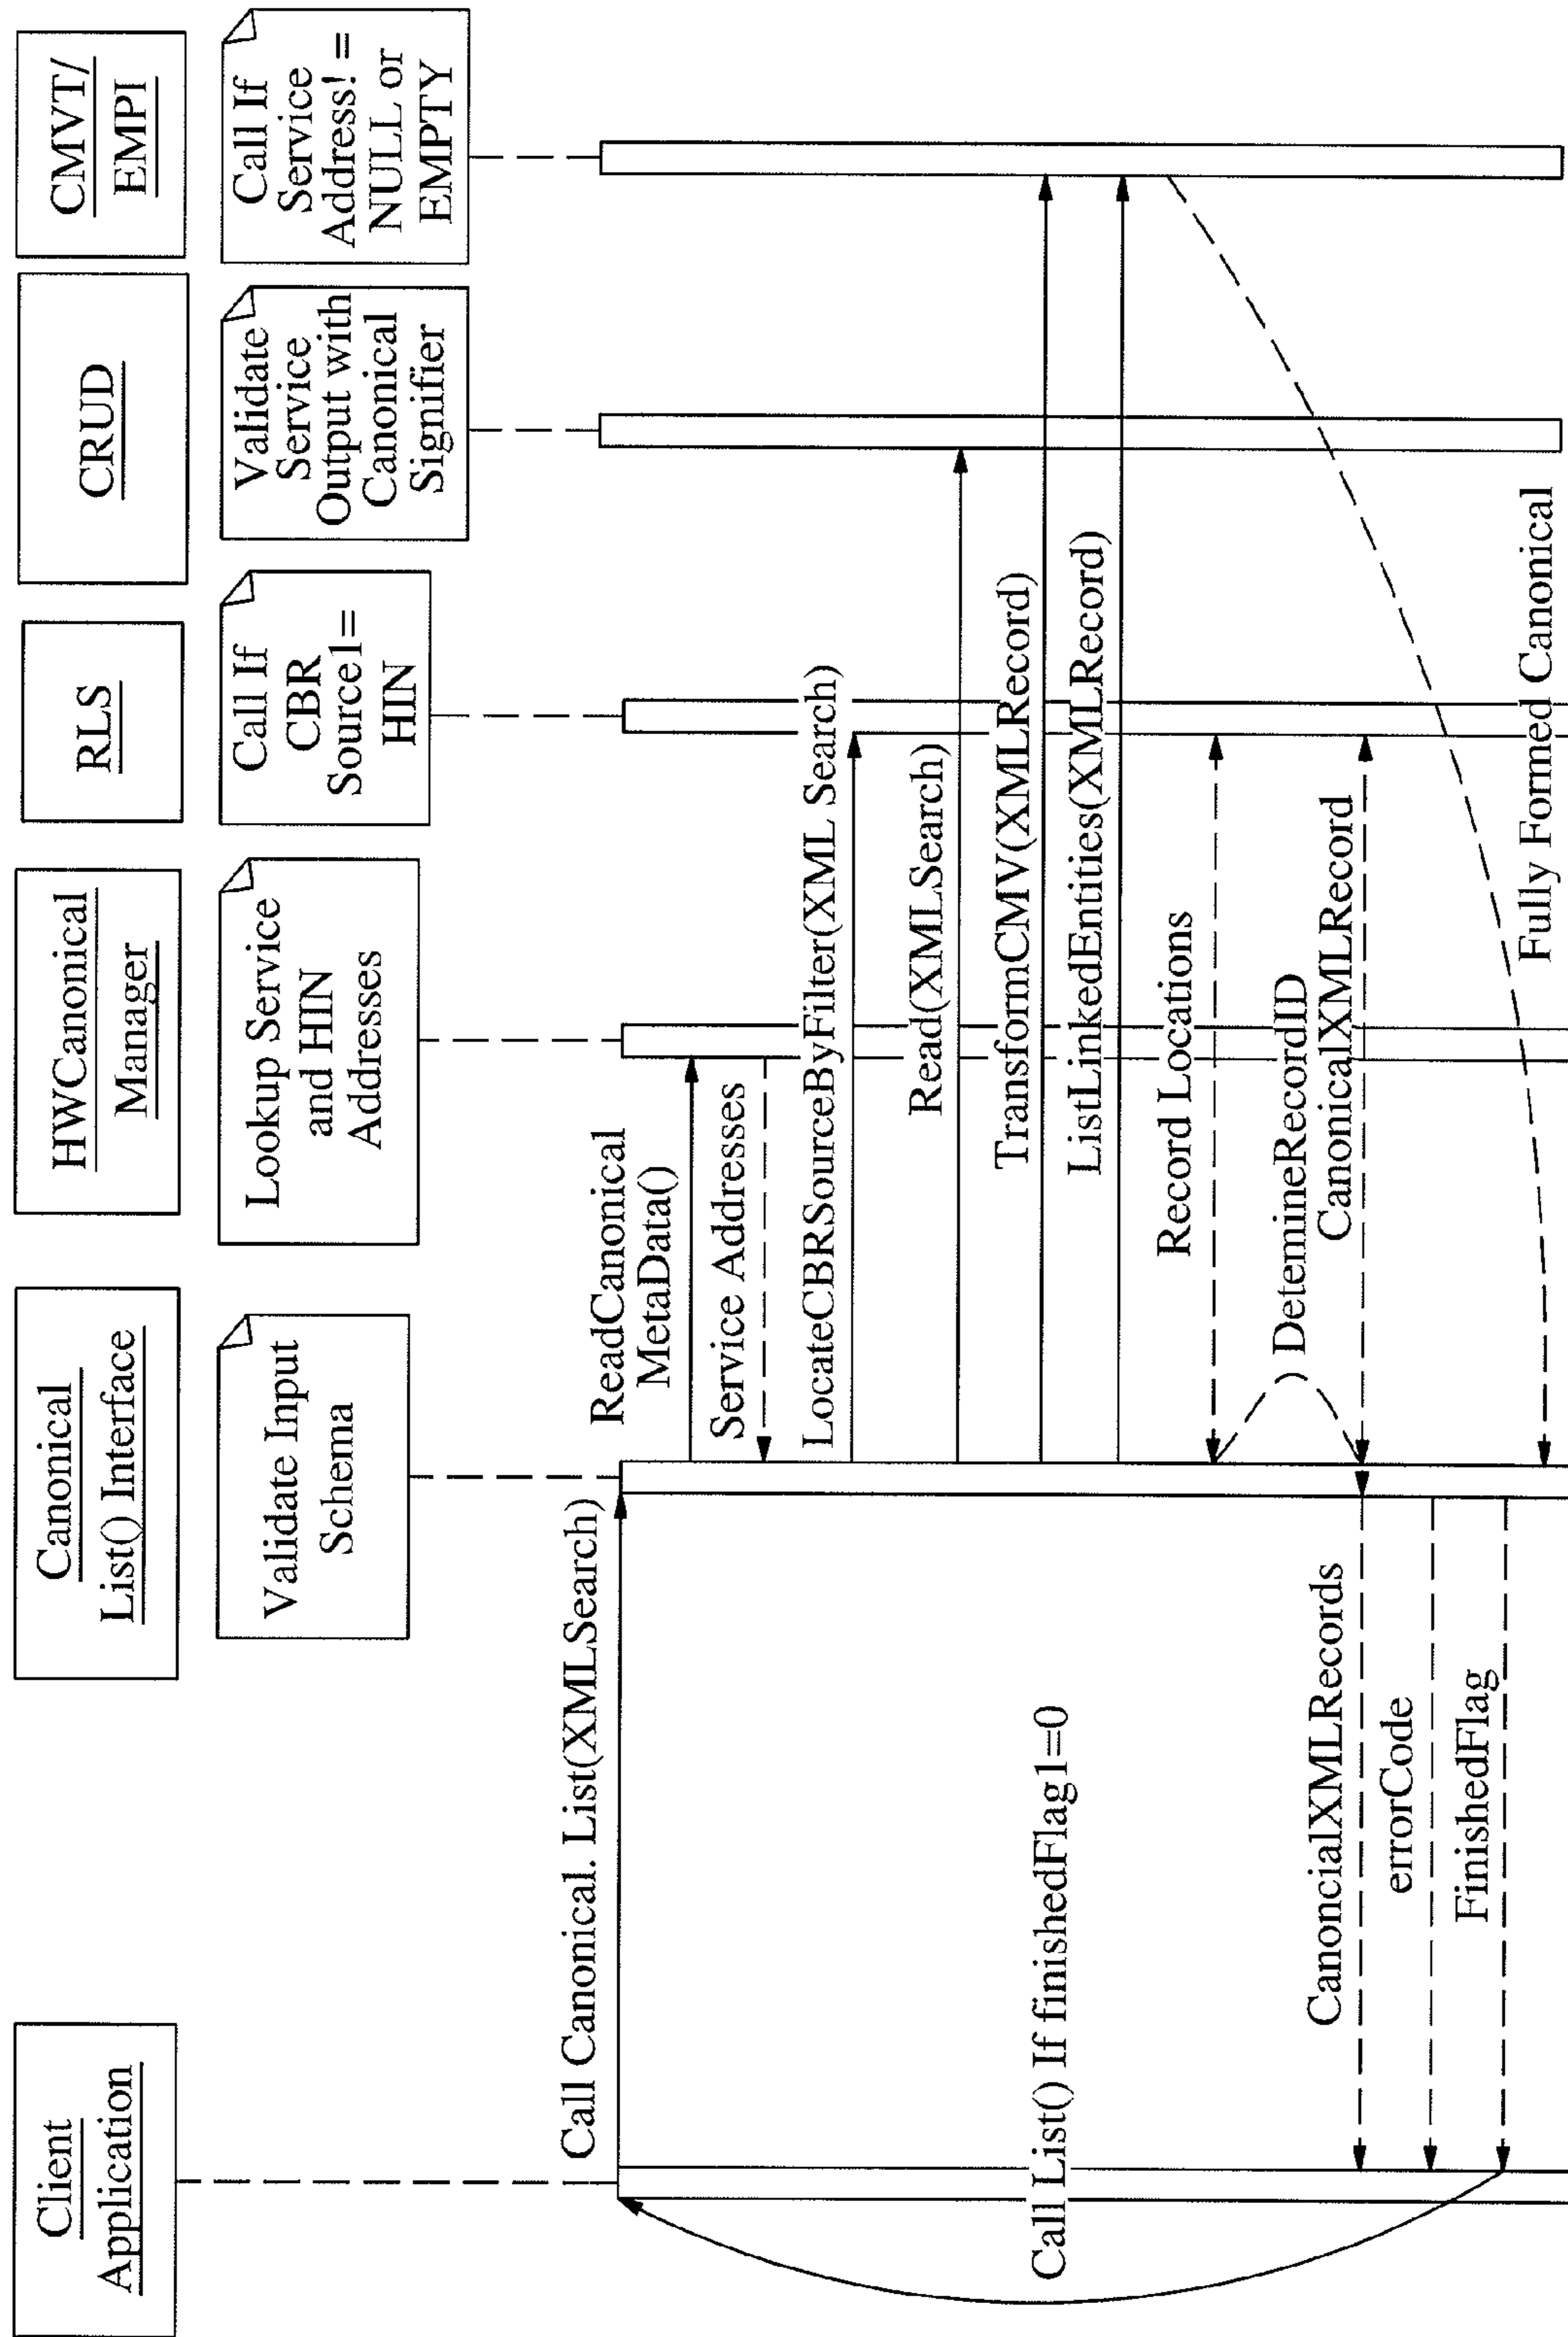 Client
Application
Canonical
List() Interface
HWCanonical
Manager
RLS
CRUD
CMVT/
EMPI
Validate Input
Schema
Lookup Service
and HIN
Addresses
Call If
CBR
Source1=
HIN
Validate
Service
Output with
Canonical
Signifier
Call If
Service
Address! =
NULL or
EMPTY
Call Canonical. List(XMLSearch)
ReadCanonical
MetaData()
Service Addresses
LocateCBRSourceByFilter(XML Search)
Read(XMLSearch)
TransformCMV(XMLRecord)
ListLinkedEntities(XMLRecord)
Call List() If finishedFlag1=0
Record Locations
DetemineRecordID
CanonicalXMLRecord
CanoncialXMLRecords
errorCode
FinishedFlag
Fully Formed Canonical